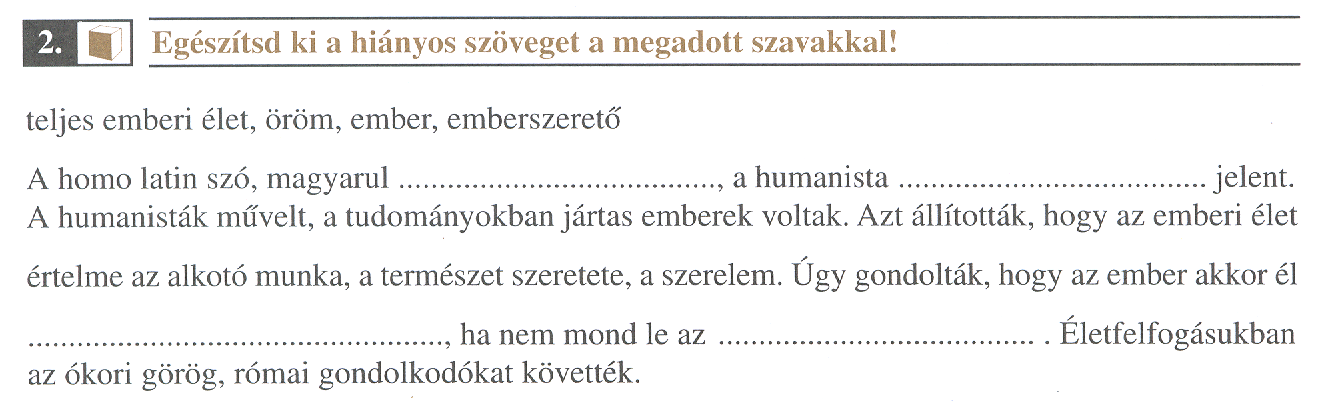 2. Egészítsd ki a hiányos szöveget a megadott szavakkal!
teljes emberi élet, öröm, ember, emberszerető
A homo latin szó, magyarul ........................................, a humanista ........................................ jelent.
A humanisták művelt, a tudományokban jártas emberek voltak. Azt állították, hogy az emberi élet
értelme az alkotó munka, a természet szeretete, a szerelem. Úgy gondolták, hogy az ember akkor él
...................................................., ha nem mond le az ........................................ . Életfelfogásukban
az ókori görög, római gondolkodókat követték.